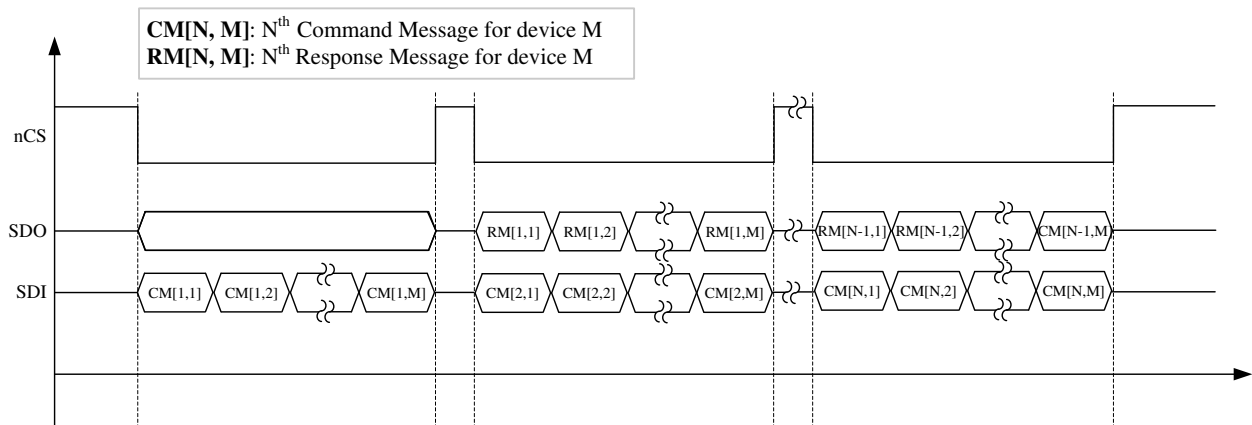 CM[N, M]: Nth Command Message for device M
RM[N, M]: Nth Response Message for device M
nCS
SDO
RM[1,1] RM[1,2] RM[1,M] RM[N-1,1] RM[N-1,2] CM[N-1,M]
SDI
CM[1,1] CM[1,2] CM[1,M] CM[2,1] CM[2,2] CM[2,M] CM[N,1] CM[N,2] CM[N,M]